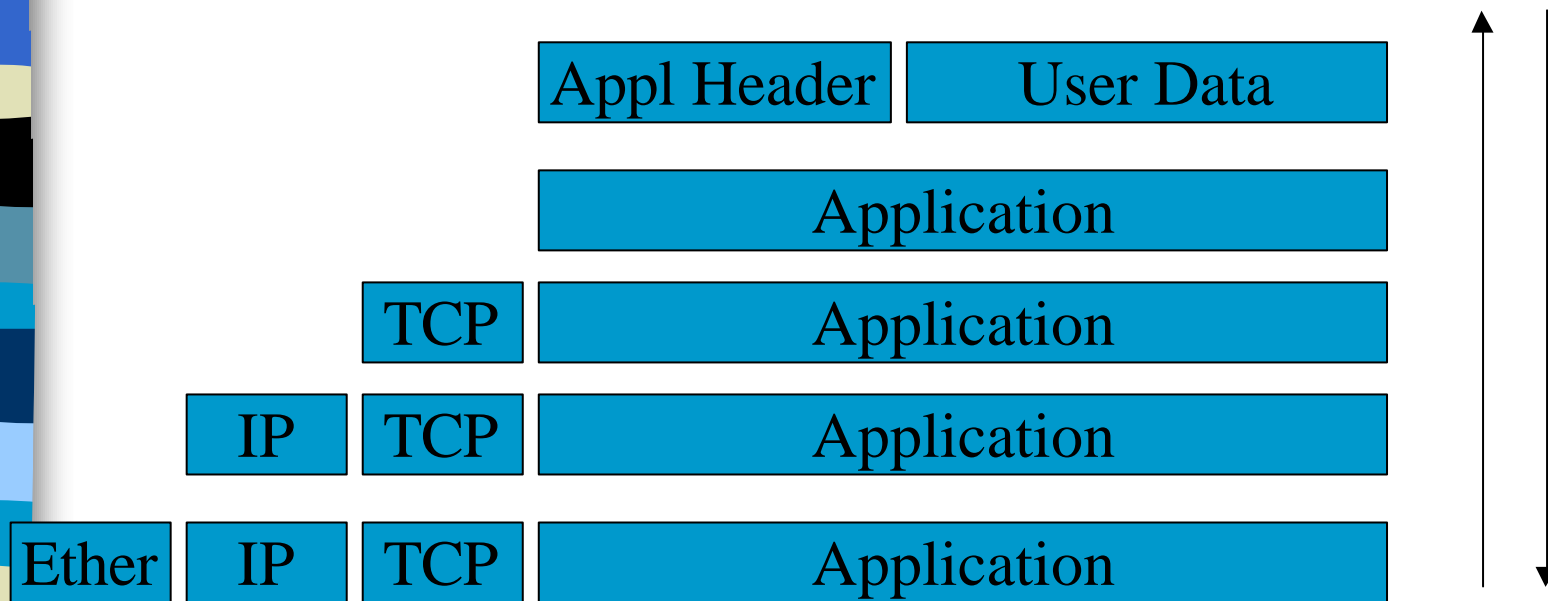 Appl Header User Data
Application
TCP Application
IP TCP Application
Ether IP TCP Application